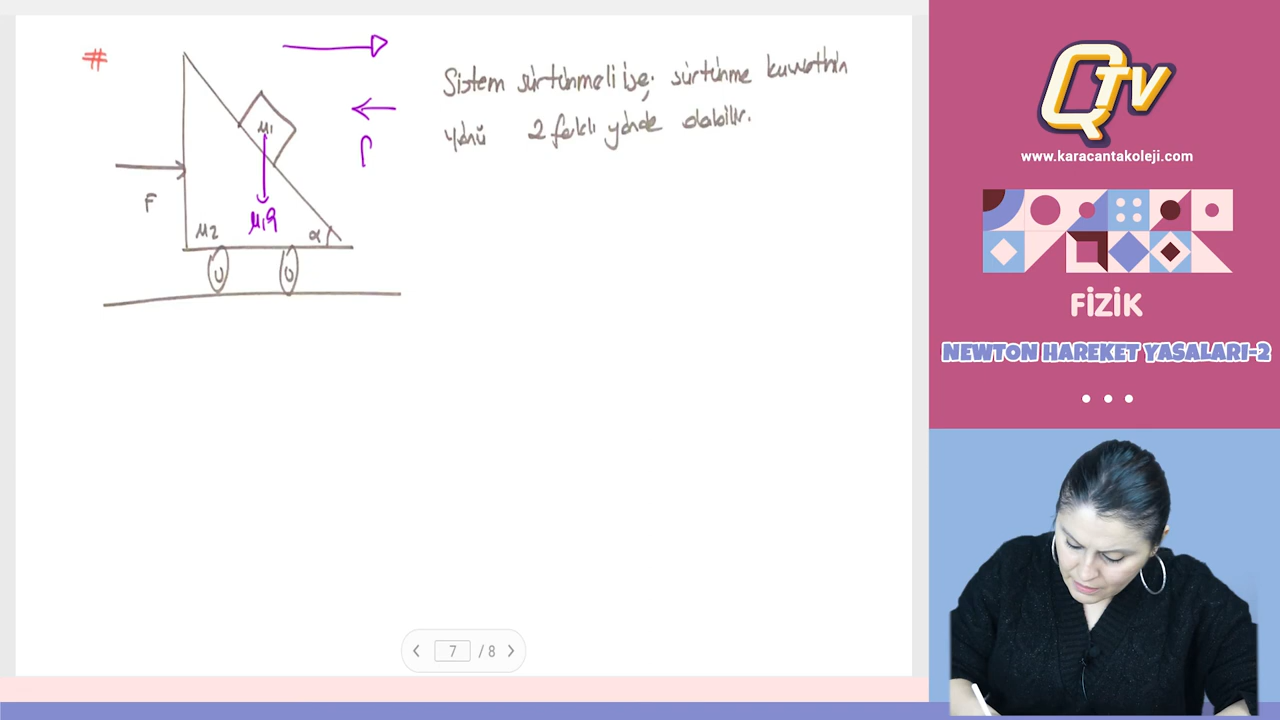 #
Sistem sürtünmeli ise; sürtünme kuvvetinin
yönü 2 farklı yönde olabilir.
F
M1
M1g
M2
α
7 / 8
QTV
www.karacantakoleji.com
FİZİK
NEWTON HAREKET YASALARI-2